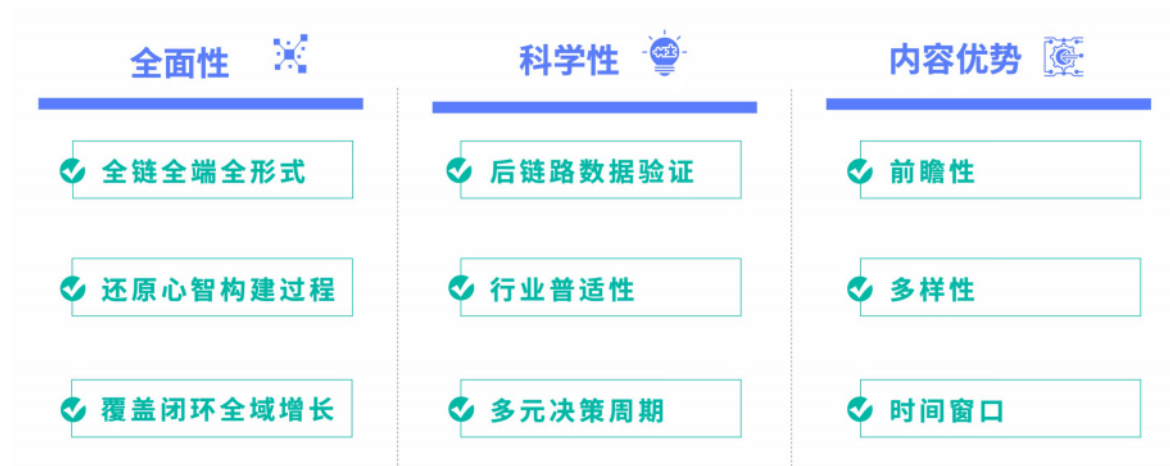 全面性
全链全端全形式
还原心智构建过程
覆盖闭环全域增长
科学性
后链路数据验证
行业普适性
多元决策周期
内容优势
前瞻性
多样性
时间窗口